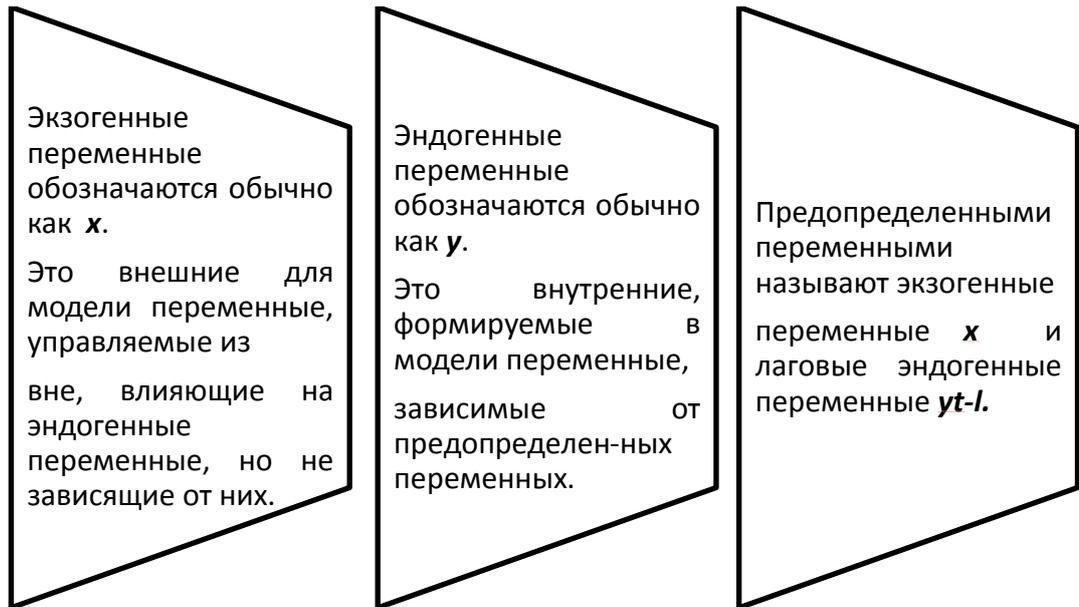 Экзогенные
переменные
обозначаются обычно
как x.
Это внешние для
модели переменные,
управляемые из
вне, влияющие на
эндогенные
переменные, но не
зависящие от них.
Эндогенные
переменные
обозначаются обычно
как y.
Это внутренние,
формируемые в
модели переменные,
зависимые от
предопределен-ных
переменных.
Предопределенными
переменными
называют экзогенные
переменные x и
лаговые эндогенные
переменные yt-l.